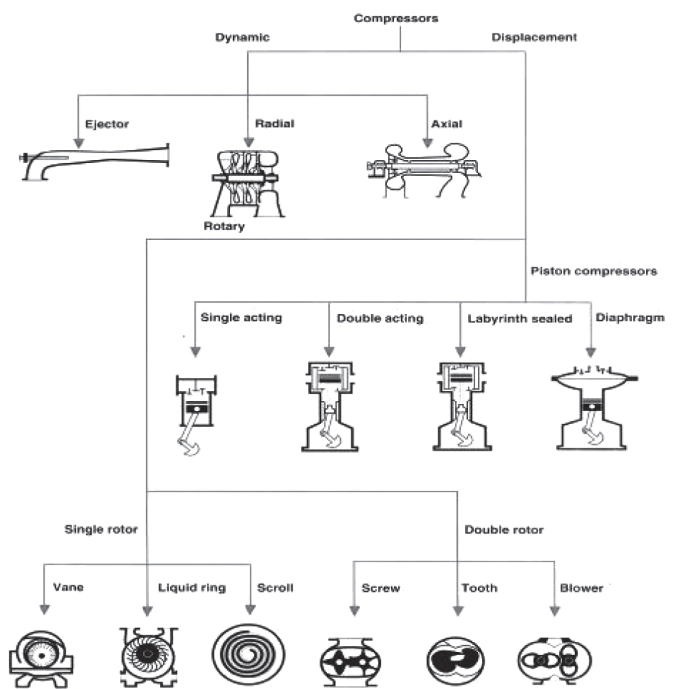 Compressors
Dynamic
Displacement
Ejector
Radial
Axial
Rotary
Piston compressors
Single acting
Double acting
Labyrinth sealed
Diaphragm
Single rotor
Double rotor
Vane
Liquid ring
Scroll
Screw
Tooth
Blower